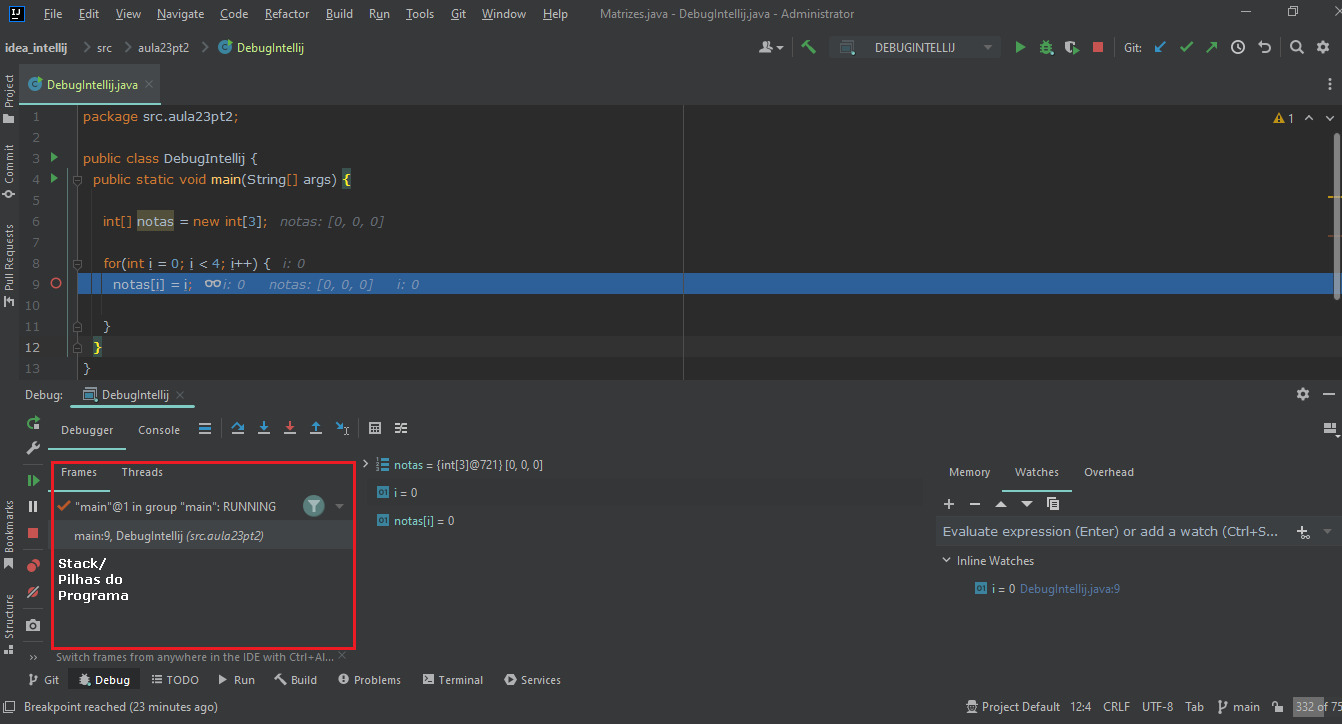 File Edit View Navigate Code Refactor Build Run Tools Git Window Help Matrizes.java - DebugIntellij.java - Administrator
idea_intellij src aula23pt2 DebugIntellij DEBUGINTELLIJ Git:
DebugIntellij.java
Project
Commit
Pull Requests
1 package src.aula23pt2;
1
2
3 public class DebugIntellij {
4 public static void main(String[] args) {
5
6 int[] notas = new int[3]; notas: [0, 0, 0]
7
8 for(int i = 0; i < 4; i++) { i: 0
9 notas[i] = i; i: 0 notas: [0, 0, 0] i: 0
10
11 }
12 }
13 }
Debug: DebugIntellij
Debugger Console
Frames Threads
"main"@1 in group "main": RUNNING
main:9, DebugIntellij (src.aula23pt2)
Stack/
Pilhas do
Programa
Switch frames from anywhere in the IDE with Ctrl+Al...
notas = {int[3]@721} [0, 0, 0]
i = 0
notas[i] = 0
Memory Watches Overhead
Evaluate expression (Enter) or add a watch (Ctrl+S...
Inline Watches
i = 0 DebugIntellij.java:9
Bookmarks
Structure
Git Debug TODO Run Build Problems Terminal Services
Breakpoint reached (23 minutes ago) Project Default 12:4 CRLF UTF-8 Tab main 332 of 75